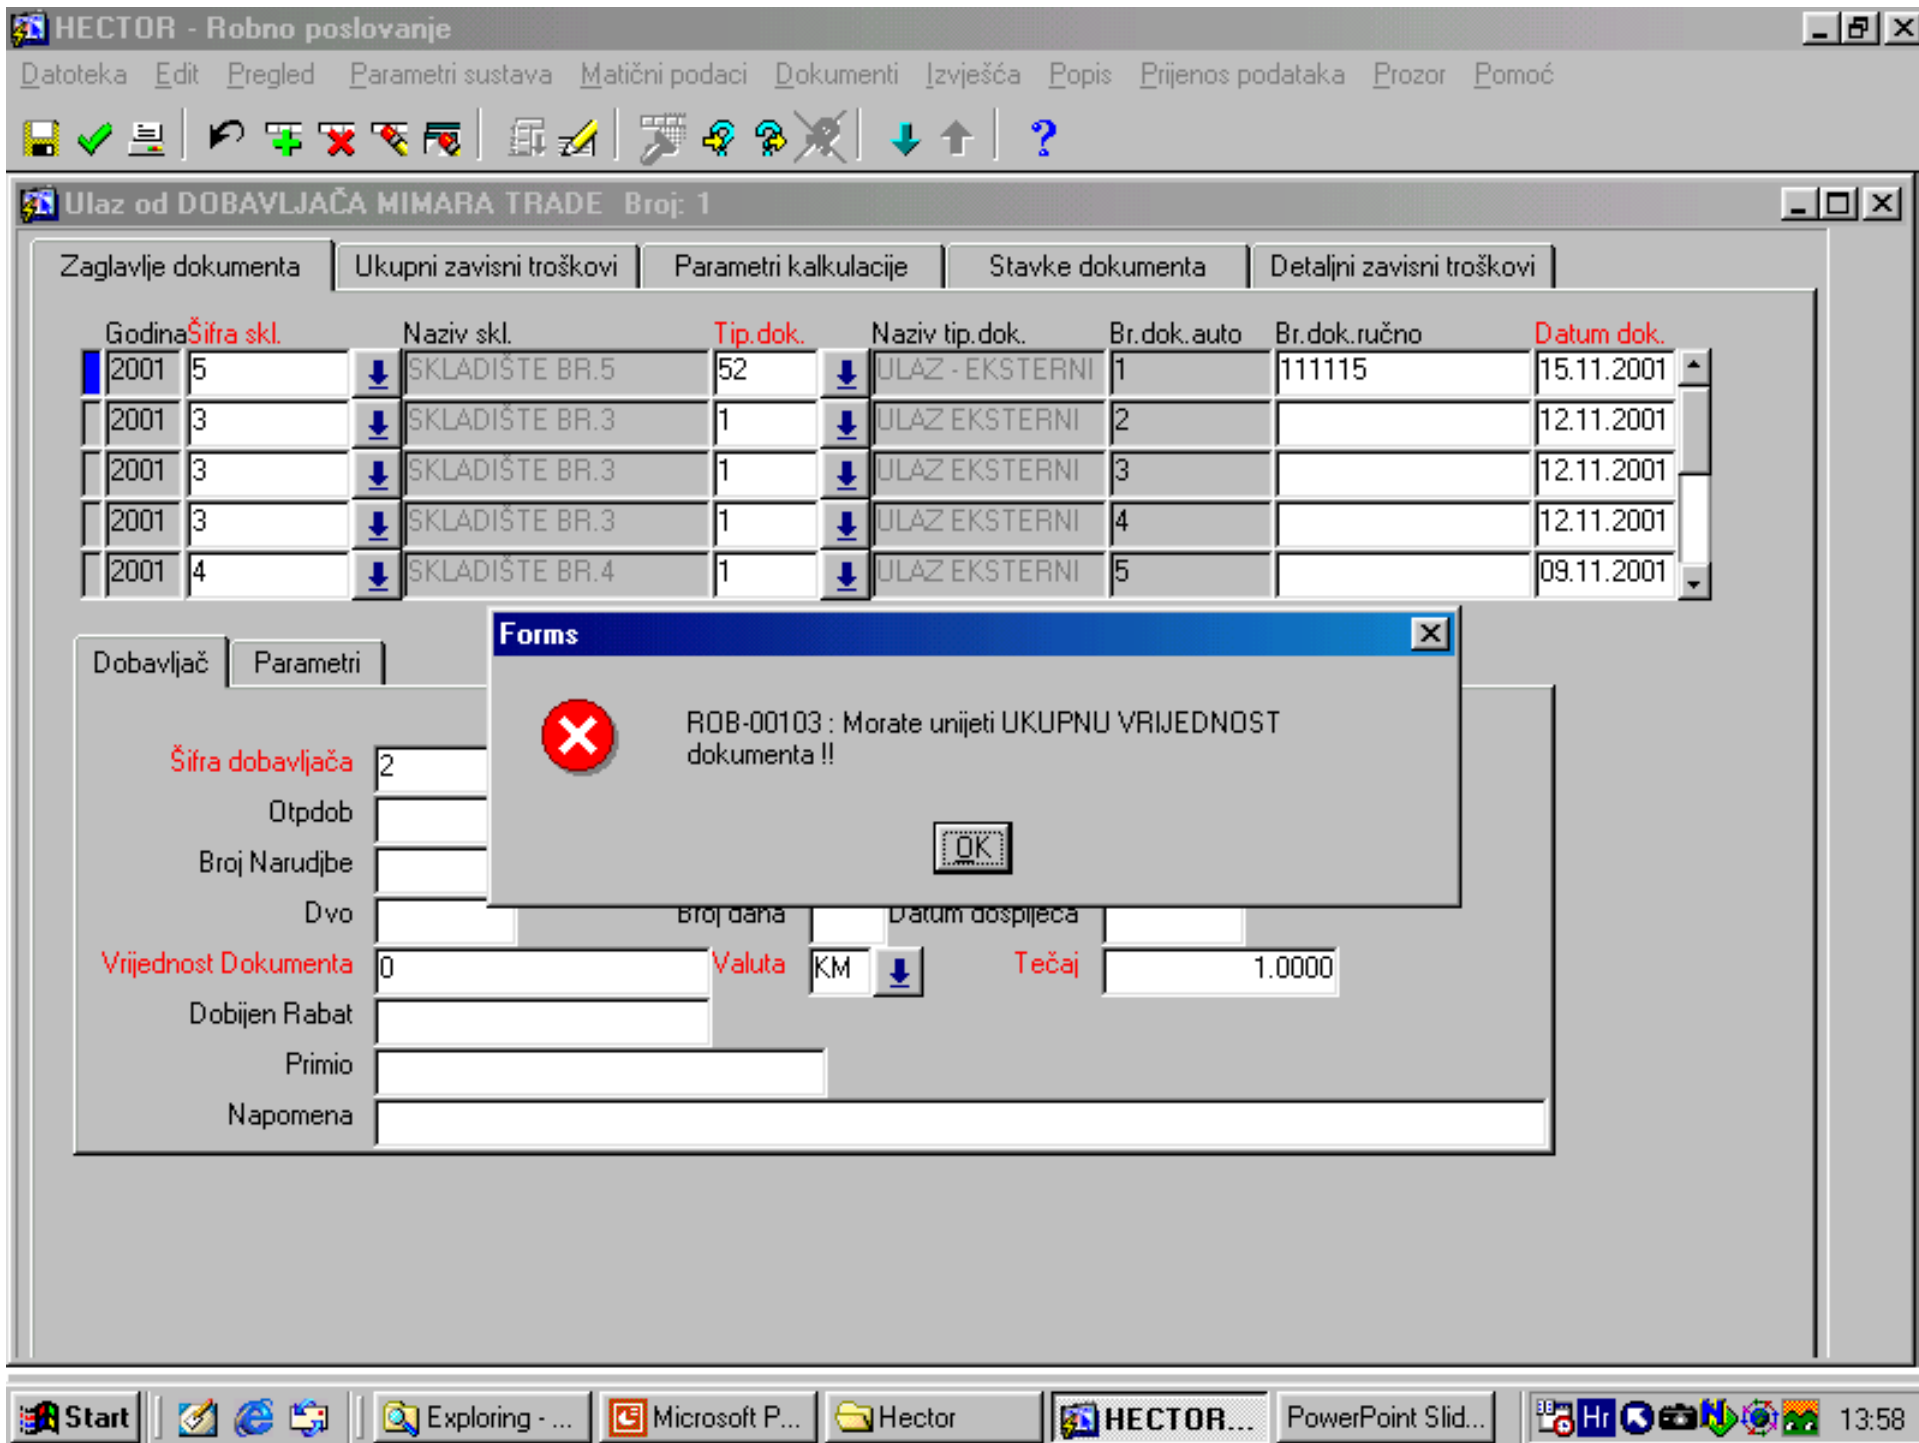 HECTOR - Robno poslovanje
Datoteka Edit Pregled Parametri sustava Matični podaci Dokumenti Izvješća Popis Prijenos podataka Prozor Pomoć
Ulaz od DOBAVLJAČA MIMARA TRADE Broj: 1
Zaglavlje dokumenta Ukupni zavisni troškovi Parametri kalkulacije Stavke dokumenta Detaljni zavisni troškovi
Godina Šifra skl. Naziv skl. Tip.dok. Naziv tip.dok. Br.dok.auto Br.dok.ručno Datum dok.
2001 5 SKLADIŠTE BR.5 52 ULAZ - EKSTERNI 1 111115 15.11.2001
2001 3 SKLADIŠTE BR.3 1 ULAZ EKSTERNI 2 12.11.2001
2001 3 SKLADIŠTE BR.3 1 ULAZ EKSTERNI 3 12.11.2001
2001 3 SKLADIŠTE BR.3 1 ULAZ EKSTERNI 4 12.11.2001
2001 4 SKLADIŠTE BR.4 1 ULAZ EKSTERNI 5 09.11.2001
Forms
ROB-00103 : Morate unijeti UKUPNU VRIJEDNOST
dokumenta !!
OK
Dobavljač Parametri
Šifra dobavljača 2
Otpdob
Broj Narudjbe
Dvo Broj dana Datum dospijeća
Vrijednost Dokumenta 0 Valuta KM Tečaj 1.0000
Dobijen Rabat
Primio
Napomena
Start Exploring - ... Microsoft P... Hector HECTOR... PowerPoint Slid... Hr 13:58